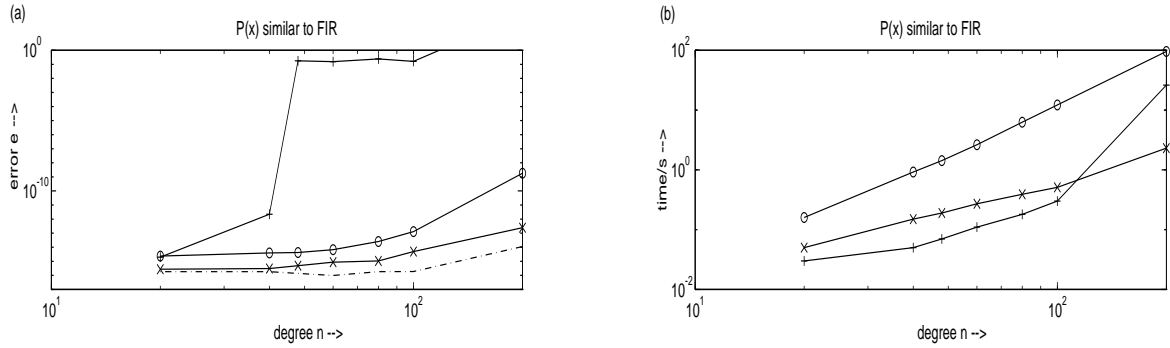 (a)
P(x) similar to FIR
10^0
10^-10
error e -->
10^1
10^2
degree n -->
(b)
P(x) similar to FIR
10^2
10^0
10^-2
time/s -->
10^1
10^2
degree n -->